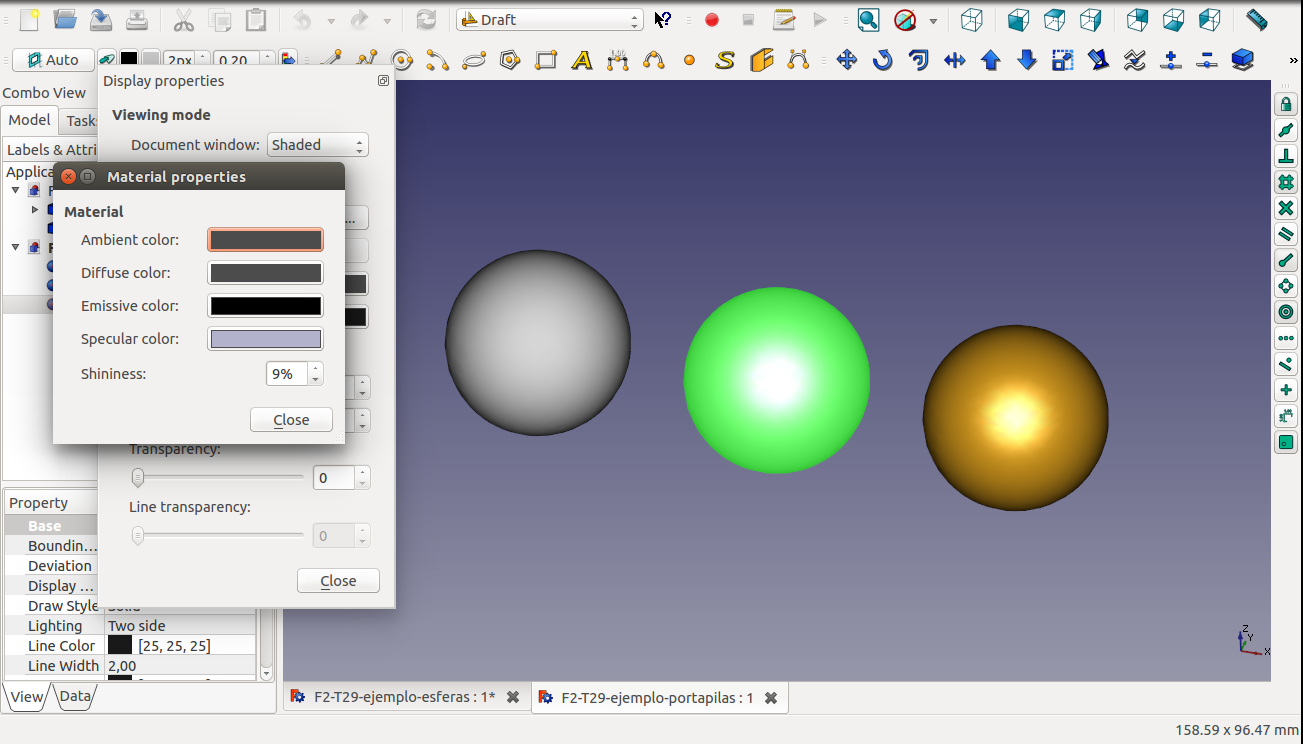 Draft
Auto
2px
0.20
Combo View
Display properties
Model
Tasks
Viewing mode
Document window: Shaded
Labels & Attri
Applica
Material properties
Material
Ambient color:
Diffuse color:
Emissive color:
Specular color:
Shininess: 9%
Close
...
Transparency:
0
Line transparency:
0
Close
Property
Base
Boundin...
Deviation
Display ...
Draw Style Solid
Lighting Two side
Line Color [25, 25, 25]
Line Width 2,00
View Data
F2-T29-ejemplo-esferas : 1*
F2-T29-ejemplo-portapilas : 1
Z
Y
X
158.59 x 96.47 mm